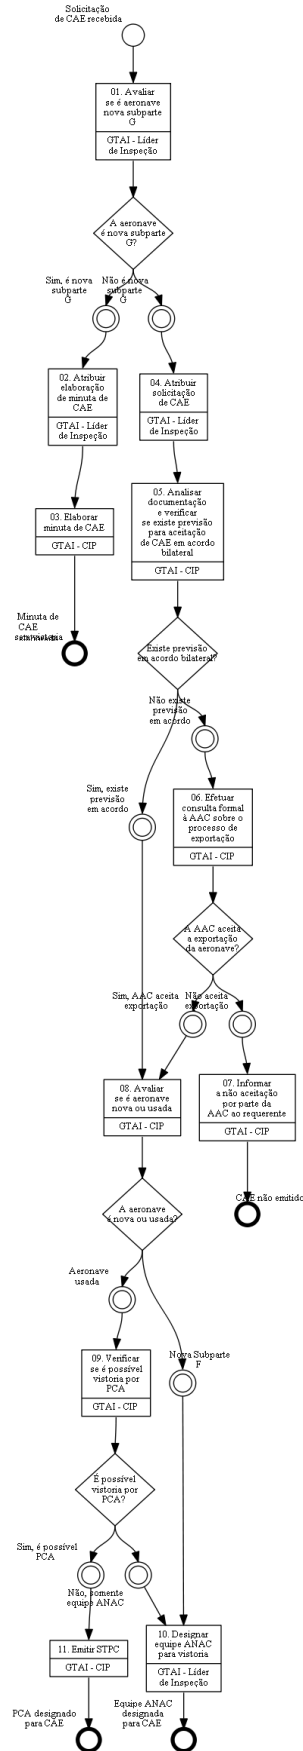 Solicitação
de CAE recebida
01. Avaliar
se é aeronave
nova subparte
G
GTAI - Líder
de Inspeção
A aeronave
é nova subparte
G?
Sim, é nova
subparte
G
Não é nova
subparte
G
02. Atribuir
elaboração
de minuta de
CAE
GTAI - Líder
de Inspeção
04. Atribuir
solicitação
de CAE
GTAI - Líder
de Inspeção
03. Elaborar
minuta de CAE
GTAI - CIP
05. Analisar
documentação
e verificar
se existe previsão
para aceitação
de CAE em acordo
bilateral
GTAI - CIP
Minuta de
CAE
Existe previsão
em acordo bilateral?
Não existe
previsão
em acordo
Sim, existe
previsão
em acordo
06. Efetuar
consulta formal
à AAC sobre o
processo de
exportação
GTAI - CIP
A AAC aceita
a exportação
da aeronave?
Sim, AAC aceita
exportação
Não aceita
exportação
08. Avaliar
se é aeronave
nova ou usada
GTAI - CIP
07. Informar
a não aceitação
por parte da
AAC ao requerente
GTAI - CIP
CAE não emitido
A aeronave
é nova ou usada?
Aeronave
usada
Nova Subparte
F
09. Verificar
se é possível
vistoria por
PCA
GTAI - CIP
É possível
vistoria por
PCA?
Sim, é possível
PCA
Não, somente
equipe ANAC
11. Emitir STPC
GTAI - CIP
10. Designar
equipe ANAC
para vistoria
GTAI - Líder
de Inspeção
PCA designado
para CAE
Equipe ANAC
designada
para CAE